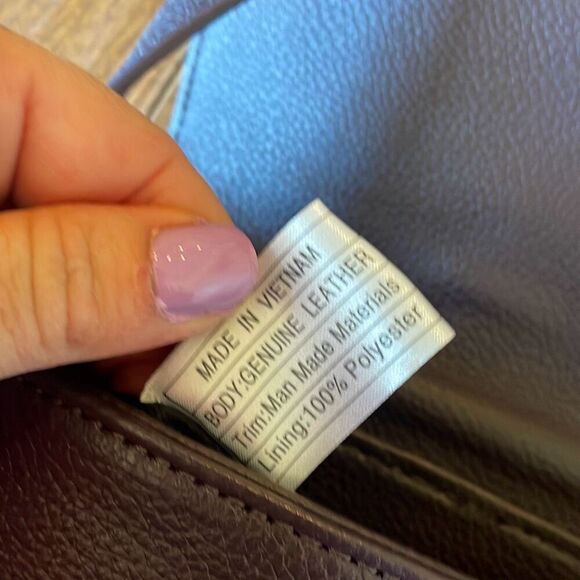 MADE IN VIETNAM
BODY:GENUINE LEATHER
Trim:Man Made Materials
Lining:100% Polyester